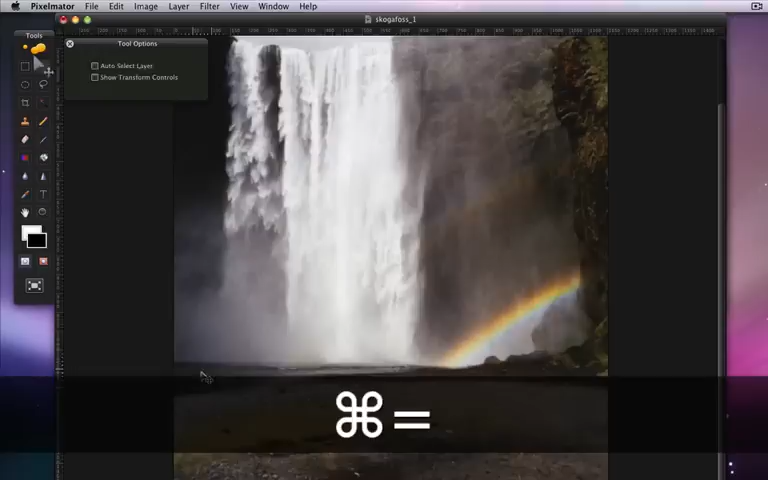 Pixelmator File Edit Image Layer Filter View Window Help
skogafoss_1
Tools
Tool Options
Auto Select Layer
Show Transform Controls
T
⌘=